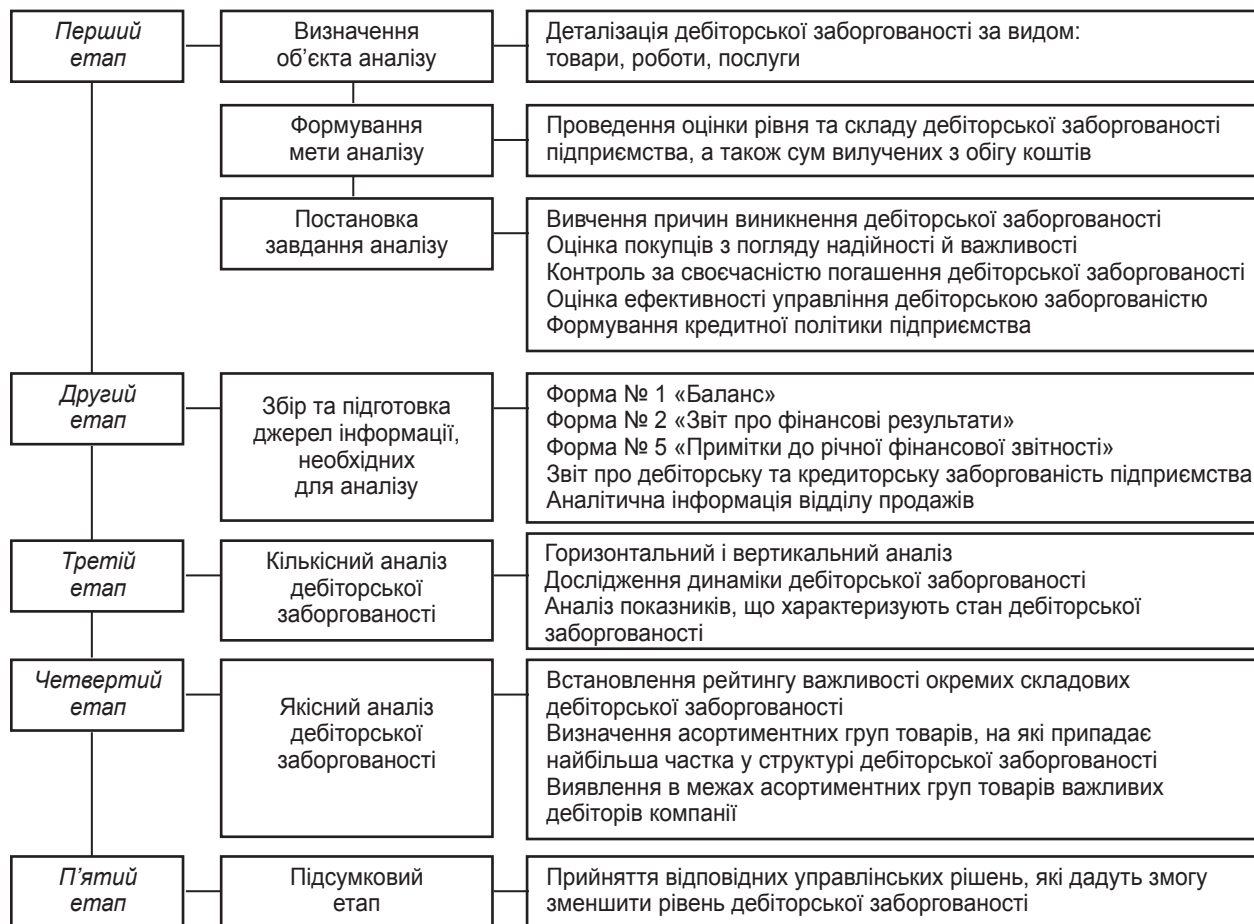 Перший
етап
Визначення
об’єкта аналізу
Деталізація дебіторської заборгованості за видом:
товари, роботи, послуги
Формування
мети аналізу
Проведення оцінки рівня та складу дебіторської заборгованості
підприємства, а також сум вилучених з обігу коштів
Постановка
завдання аналізу
Вивчення причин виникнення дебіторської заборгованості
Оцінка покупців з погляду надійності й важливості
Контроль за своєчасністю погашення дебіторської заборгованості
Оцінка ефективності управління дебіторською заборгованістю
Формування кредитної політики підприємства
Другий
етап
Збір та підготовка
джерел інформації,
необхідних
для аналізу
Форма № 1 «Баланс»
Форма № 2 «Звіт про фінансові результати»
Форма № 5 «Примітки до річної фінансової звітності»
Звіт про дебіторську та кредиторську заборгованість підприємства
Аналітична інформація відділу продажів
Третій
етап
Кількісний аналіз
дебіторської
заборгованості
Горизонтальний і вертикальний аналіз
Дослідження динаміки дебіторської заборгованості
Аналіз показників, що характеризують стан дебіторської
заборгованості
Четвертий
етап
Якісний аналіз
дебіторської
заборгованості
Встановлення рейтингу важливості окремих складових
дебіторської заборгованості
Визначення асортиментних груп товарів, на які припадає
найбільша частка у структурі дебіторської заборгованості
Виявлення в межах асортиментних груп товарів важливих
дебіторів компанії
П’ятий
етап
Підсумковий
етап
Прийняття відповідних управлінських рішень, які дадуть змогу
зменшити рівень дебіторської заборгованості